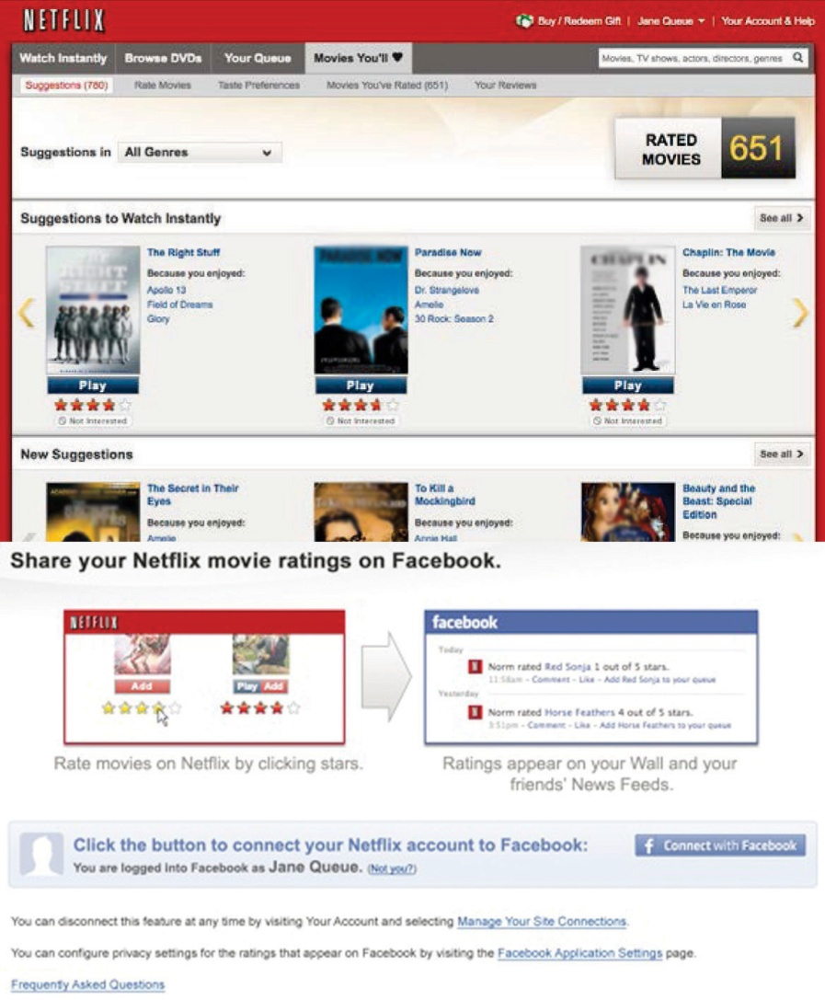 NETFLIX
Buy / Redeem Gift | Jane Queue | Your Account & Help
Watch Instantly Browse DVDs Your Queue Movies You'll ♥ Movies, TV shows, actors, directors, genres
Suggestions (780) Rate Movies Taste Preferences Movies You've Rated (651) Your Reviews
Suggestions in All Genres
RATED MOVIES 651
Suggestions to Watch Instantly See all
The Right Stuff
Because you enjoyed:
Apollo 13
Field of Dreams
Glory
Play
Not Interested
PARADISE NOW
Paradise Now
Because you enjoyed:
Dr. Strangelove
Amelie
30 Rock: Season 2
Play
Not Interested
CHAPLIN
Chaplin: The Movie
Because you enjoyed:
The Last Emperor
La Vie en Rose
Play
Not Interested
New Suggestions See all
The Secret in Their
Eyes
Because you enjoyed:
Amelie
To Kill a
Mockingbird
Because you enjoyed:
Annie Hall
Beauty and the
Beast: Special
Edition
Because you enjoyed:
Share your Netflix movie ratings on Facebook.
NETFLIX
Add
Play Add
Rate movies on Netflix by clicking stars.
facebook
Today
Norm rated Red Sonja 1 out of 5 stars.
11:58am - Comment - Like - Add Red Sonja to your queue
Yesterday
Norm rated Horse Feathers 4 out of 5 stars.
3:51pm - Comment - Like - Add Horse Feathers to your queue
Ratings appear on your Wall and your
friends' News Feeds.
Click the button to connect your Netflix account to Facebook:
You are logged into Facebook as Jane Queue. (Not you?)
f Connect with Facebook
You can disconnect this feature at any time by visiting Your Account and selecting Manage Your Site Connections.
You can configure privacy settings for the ratings that appear on Facebook by visiting the Facebook Application Settings page.
Frequently Asked Questions